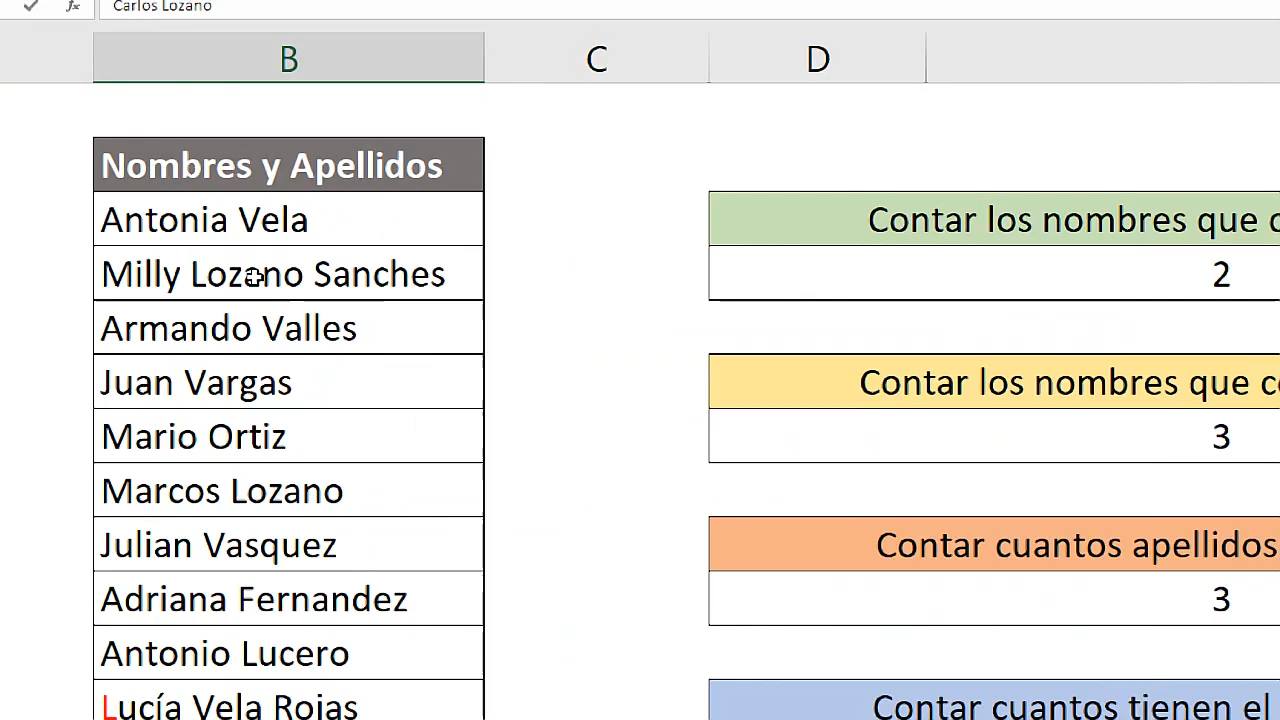 Carlos Lozano
B
C
D
Nombres y Apellidos
Antonia Vela
Milly Lozano Sanches
Armando Valles
Juan Vargas
Mario Ortiz
Marcos Lozano
Julian Vasquez
Adriana Fernandez
Antonio Lucero
Lucía Vela Rojas
Contar los nombres que
2
Contar los nombres que
3
Contar cuantos apellidos
3
Contar cuantos tienen el